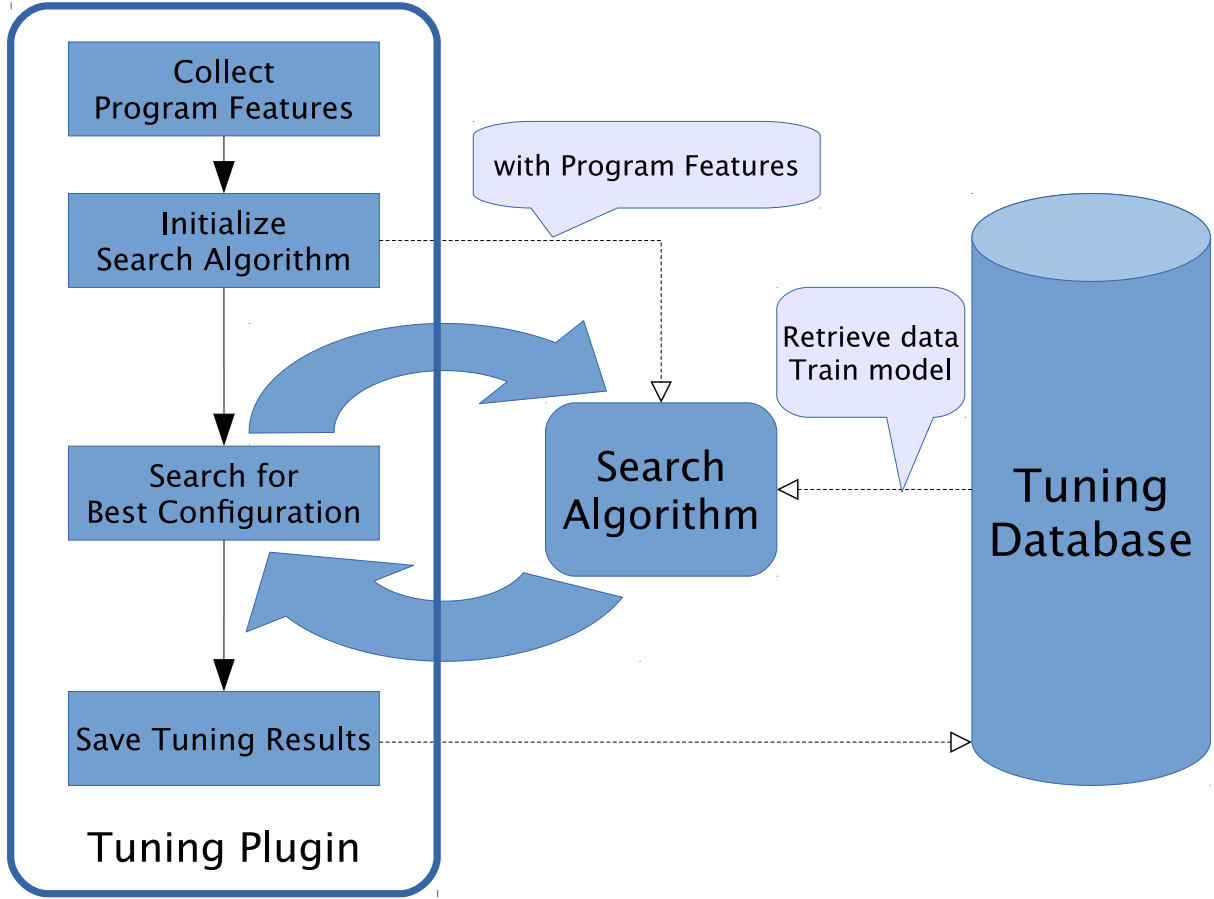 Collect
Program Features
Initialize
Search Algorithm
Search for
Best Configuration
Save Tuning Results
Tuning Plugin
with Program Features
Search
Algorithm
Retrieve data
Train model
Tuning
Database